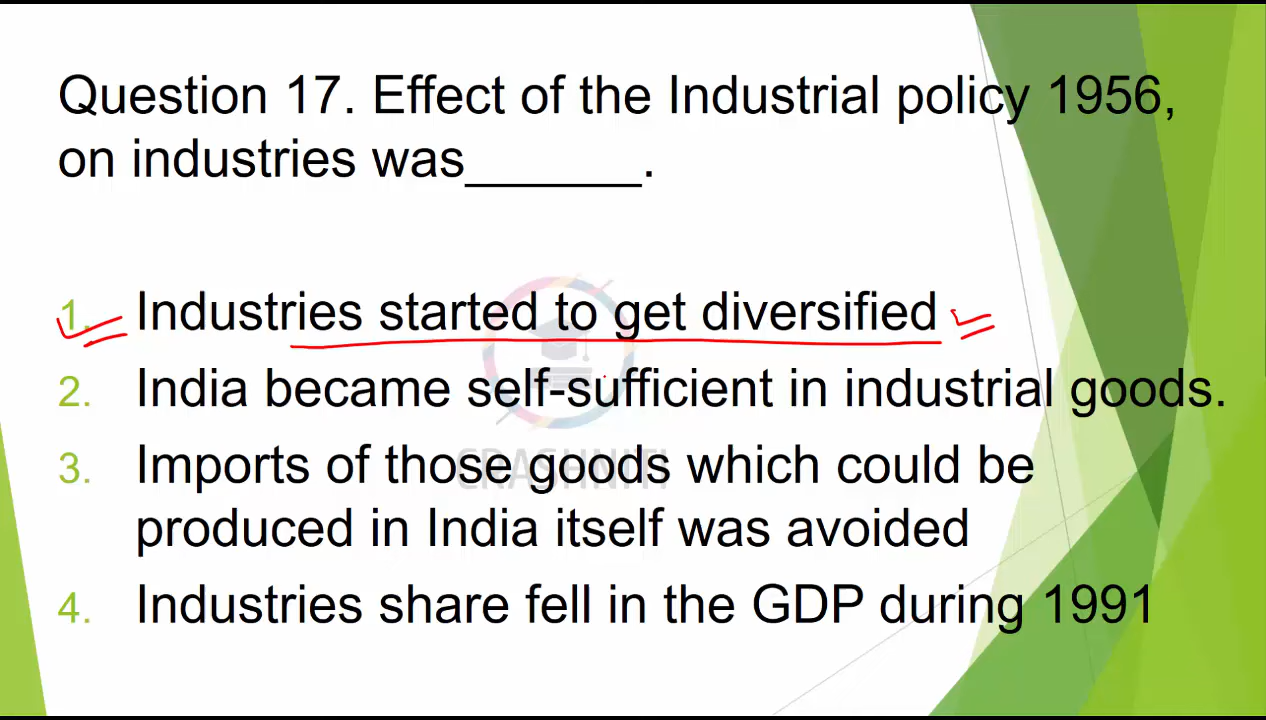 Question 17. Effect of the Industrial policy 1956,
on industries was______.
1. Industries started to get diversified
2. India became self-sufficient in industrial goods.
3. Imports of those goods which could be
produced in India itself was avoided
4. Industries share fell in the GDP during 1991
CRASHNITI